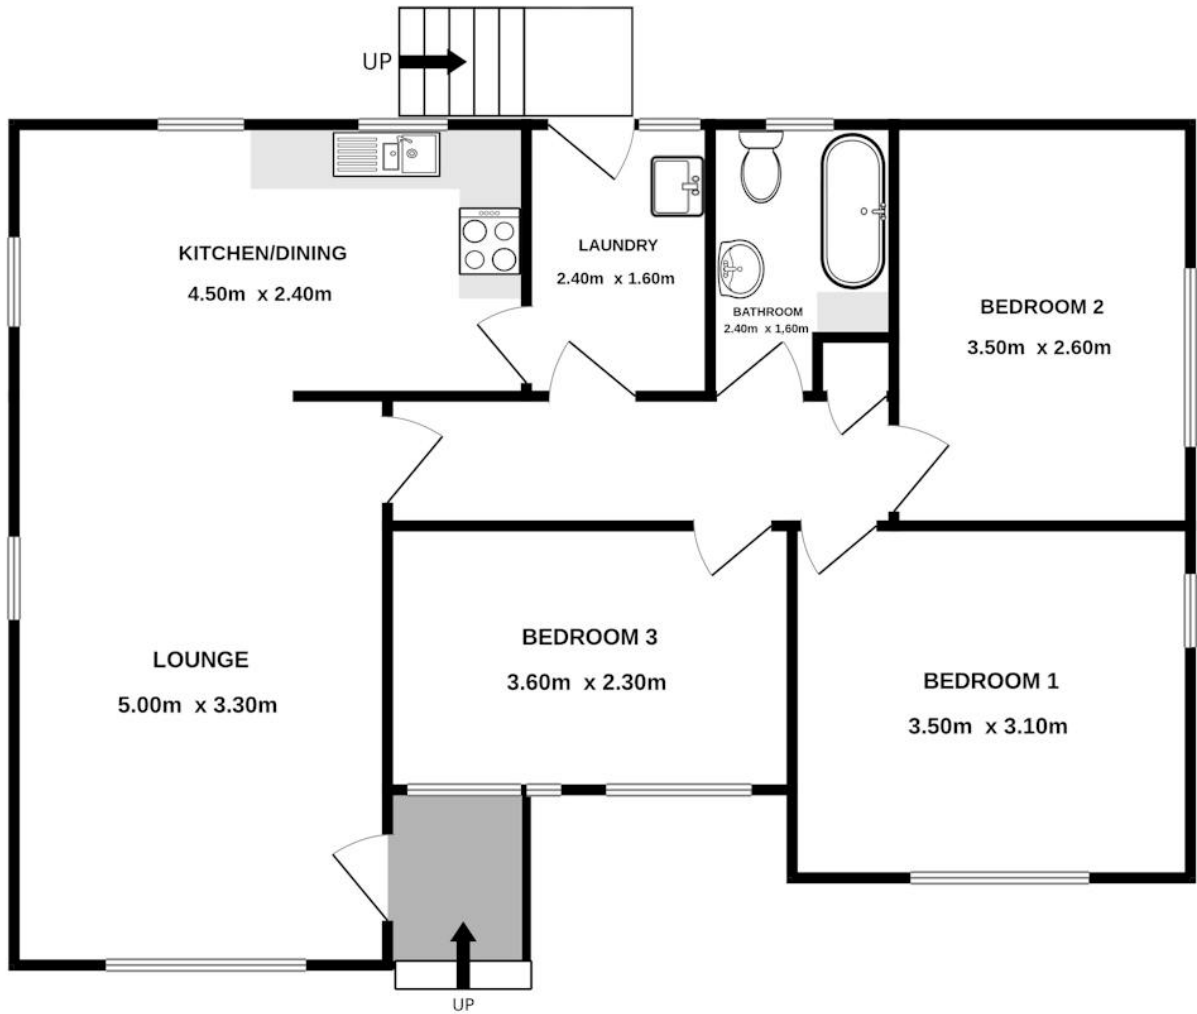 UP
KITCHEN/DINING
4.50m x 2.40m
LAUNDRY
2.40m x 1.60m
BATHROOM
2.40m x 1,60m
BEDROOM 2
3.50m x 2.60m
LOUNGE
5.00m x 3.30m
BEDROOM 3
3.60m x 2.30m
BEDROOM 1
3.50m x 3.10m
UP